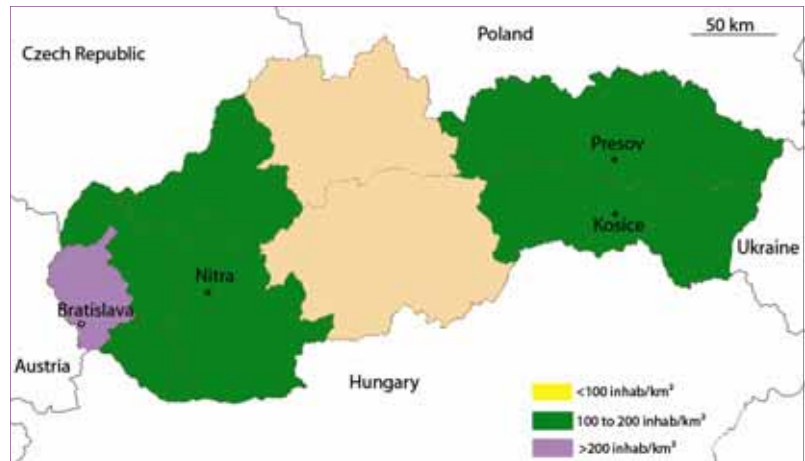 Czech Republic
Poland
50 km
Presov
Kosice
Ukraine
Nitra
Bratislava
Austria
Hungary
<100 inhab/km²
100 to 200 inhab/km²
>200 inhab/km²